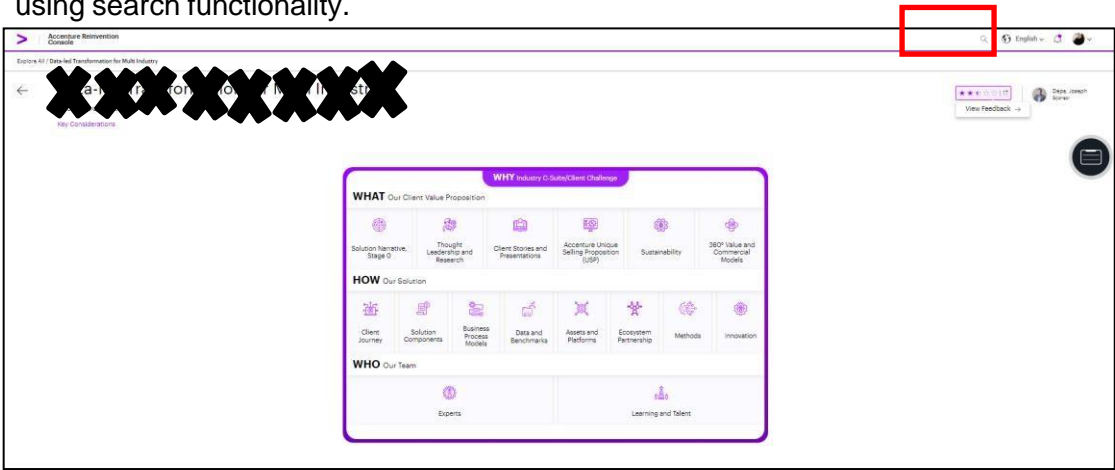 using search functionality.
Accenture Reinvention
Console
English
Explore All / Data-led Transformation for Multi Industry
Key Considerations
Depa, Joseph
View Feedback →
WHY Industry C-Suite/Client Challenge
WHAT Our Client Value Proposition
Solution Narrative, Stage 0
Thought Leadership and Research
Client Stories and Presentations
Accenture Unique Selling Proposition (USP)
Sustainability
360° Value and Commercial Models
HOW Our Solution
Client Journey
Solution Components
Business Process Models
Data and Benchmarks
Assets and Platforms
Ecosystem Partnership
Methods
Innovation
WHO Our Team
Experts
Learning and Talent